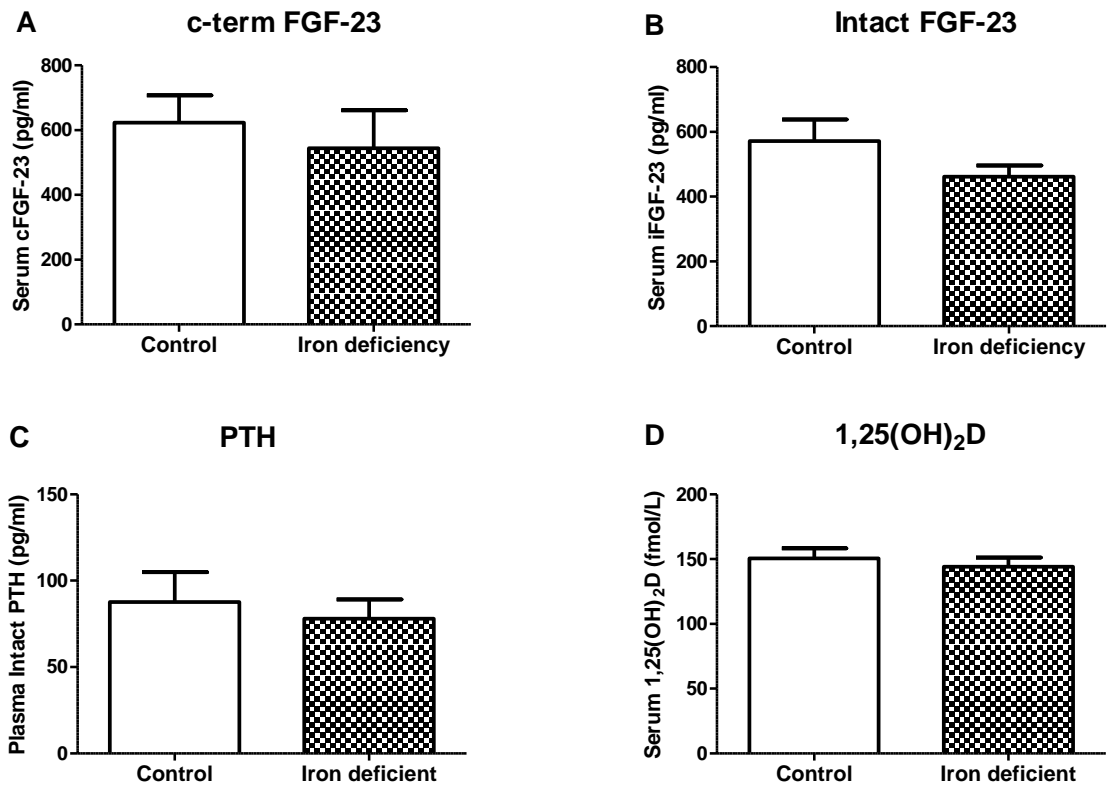 A
c-term FGF-23
Serum cFGF-23 (pg/ml)
800
600
400
200
0
Control
Iron deficiency
B
Intact FGF-23
Serum iFGF-23 (pg/ml)
800
600
400
200
0
Control
Iron deficiency
C
PTH
Plasma Intact PTH (pg/ml)
150
100
50
0
Control
Iron deficient
D
1,25(OH)₂D
Serum 1,25(OH)₂D (fmol/L)
200
150
100
50
0
Control
Iron deficient